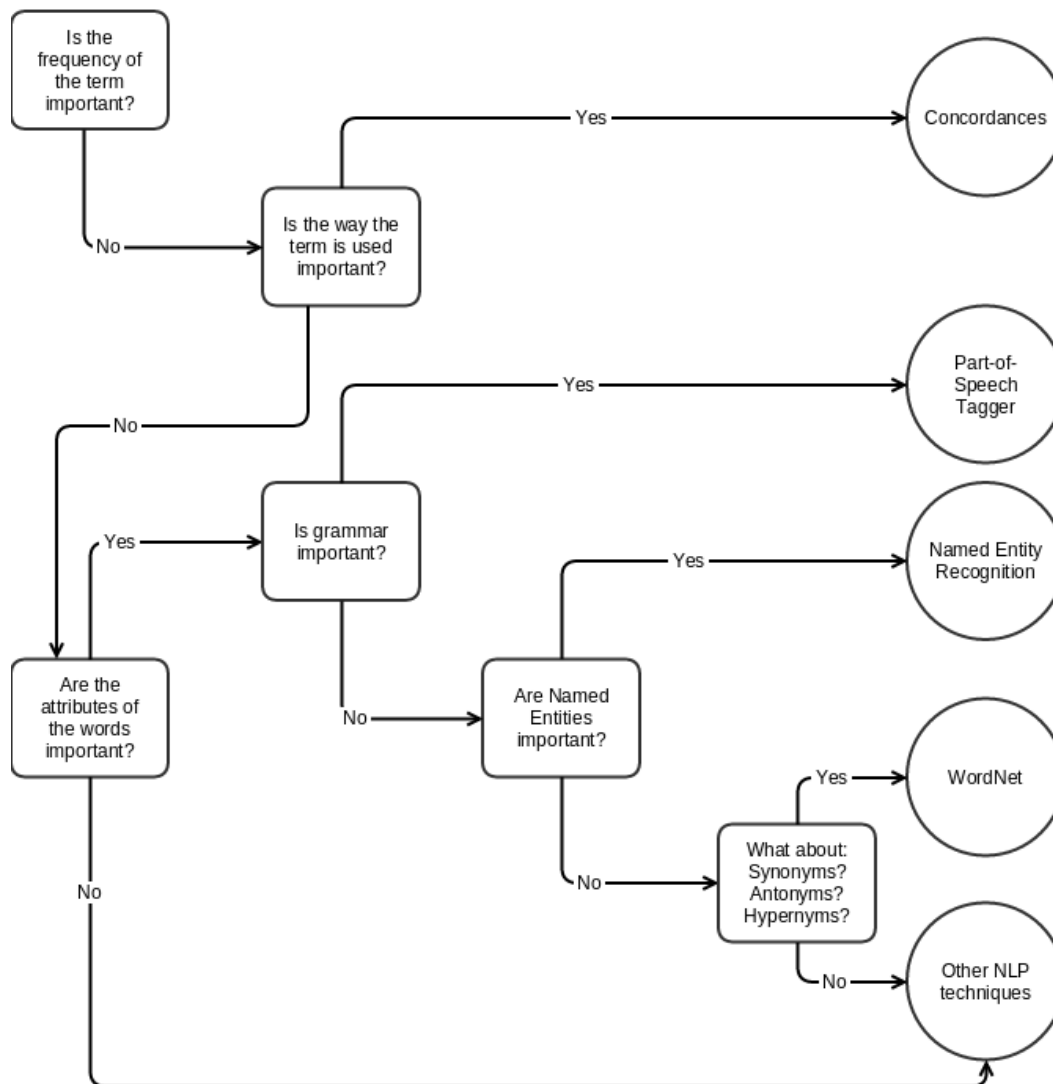 Is the
frequency of
the term
important?
Yes
Concordances
Is the way the
term is used
important?
No
Part-of-
Speech
Tagger
Yes
No
Is grammar
important?
Yes
Named Entity
Recognition
Yes
Are the
attributes of
the words
important?
No
Are Named
Entities
important?
Yes
WordNet
What about:
Synonyms?
Antonyms?
Hypernyms?
No
No
No
Other NLP
techniques